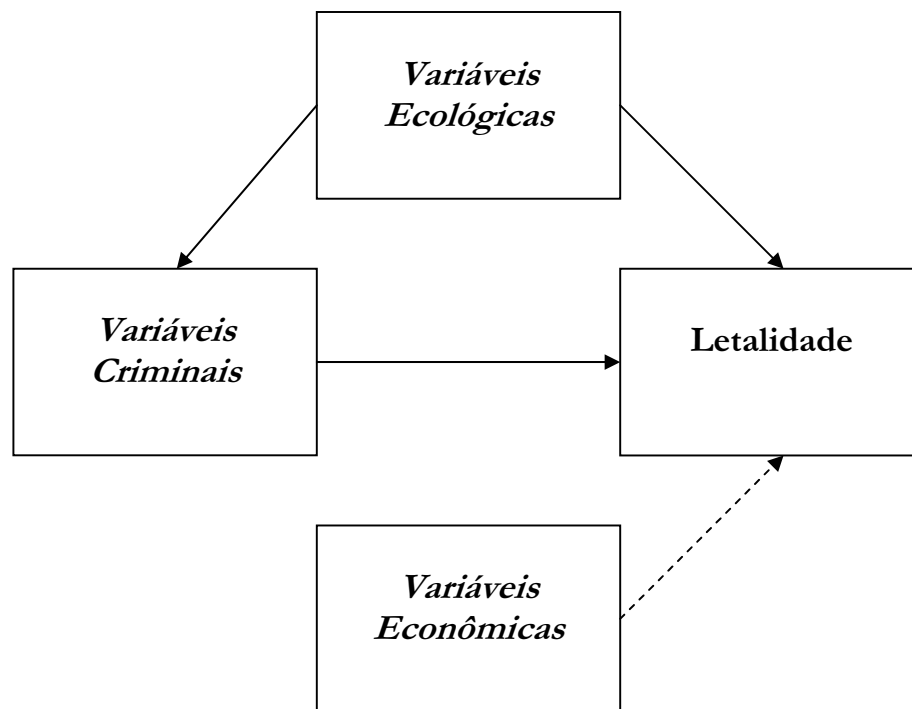 Variáveis
Ecológicas
Variáveis
Criminais
Letalidade
Variáveis
Econômicas